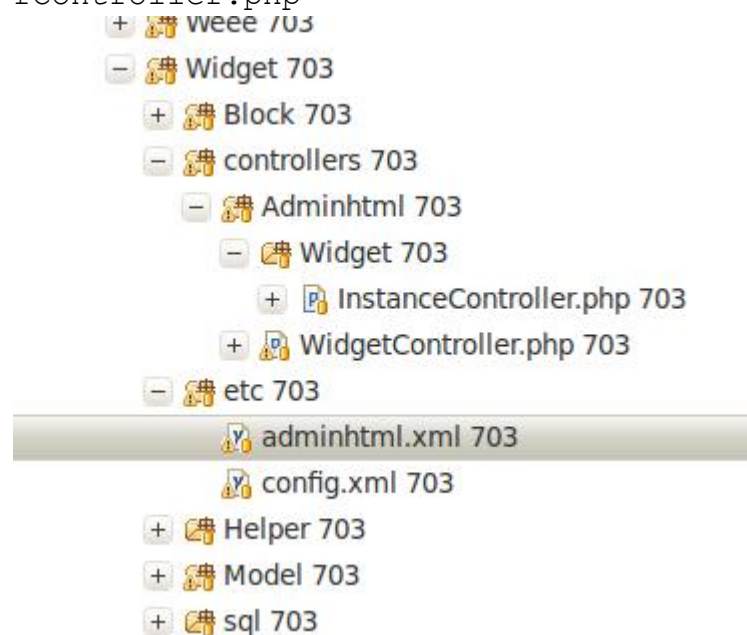 Weee 703
Widget 703
Block 703
controllers 703
Adminhtml 703
Widget 703
InstanceController.php 703
WidgetController.php 703
etc 703
adminhtml.xml 703
config.xml 703
Helper 703
Model 703
sql 703